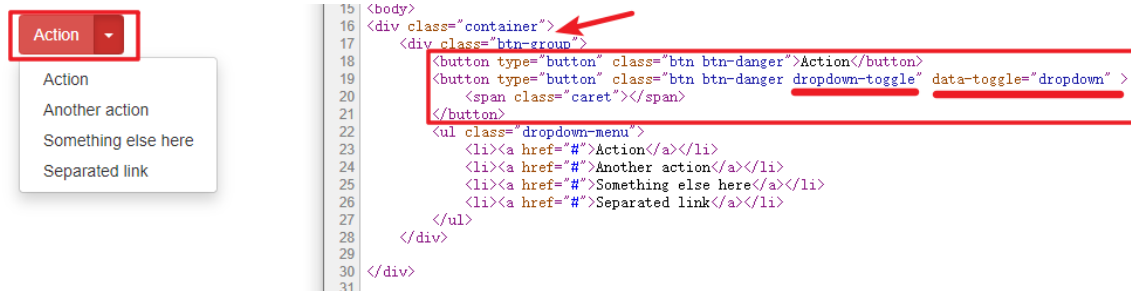 Action
Action
Another action
Something else here
Separated link
15 <body>
16 <div class="container">
17     <div class="btn-group">
18         <button type="button" class="btn btn-danger">Action</button>
19         <button type="button" class="btn btn-danger dropdown-toggle" data-toggle="dropdown" >
20             <span class="caret"></span>
21         </button>
22         <ul class="dropdown-menu">
23             <li><a href="#">Action</a></li>
24             <li><a href="#">Another action</a></li>
25             <li><a href="#">Something else here</a></li>
26             <li><a href="#">Separated link</a></li>
27         </ul>
28     </div>
29
30 </div>
31